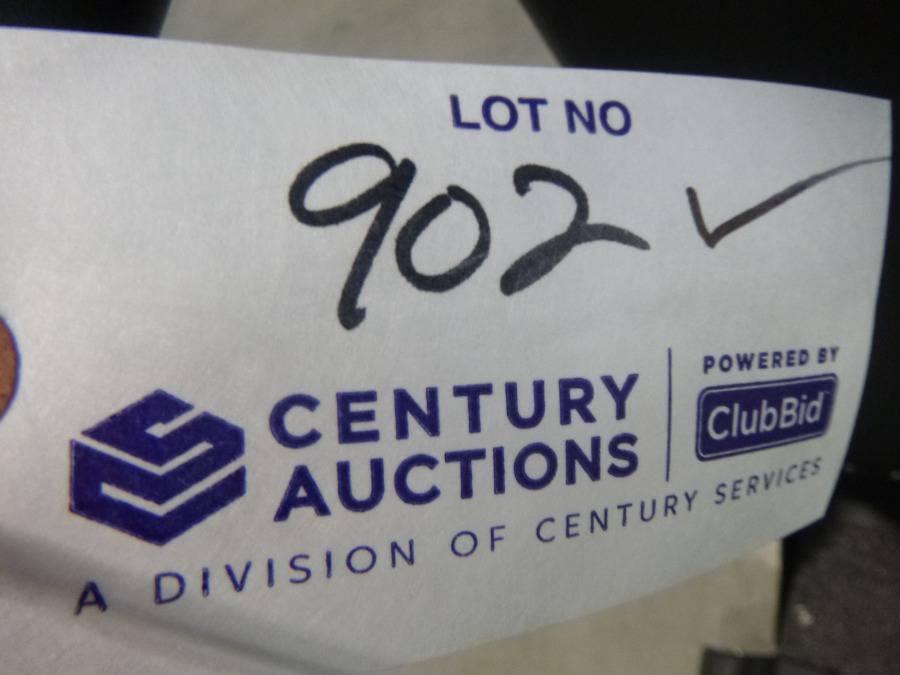 LOT NO
902 ✓
CENTURY
AUCTIONS
POWERED BY
ClubBid
A DIVISION OF CENTURY SERVICES